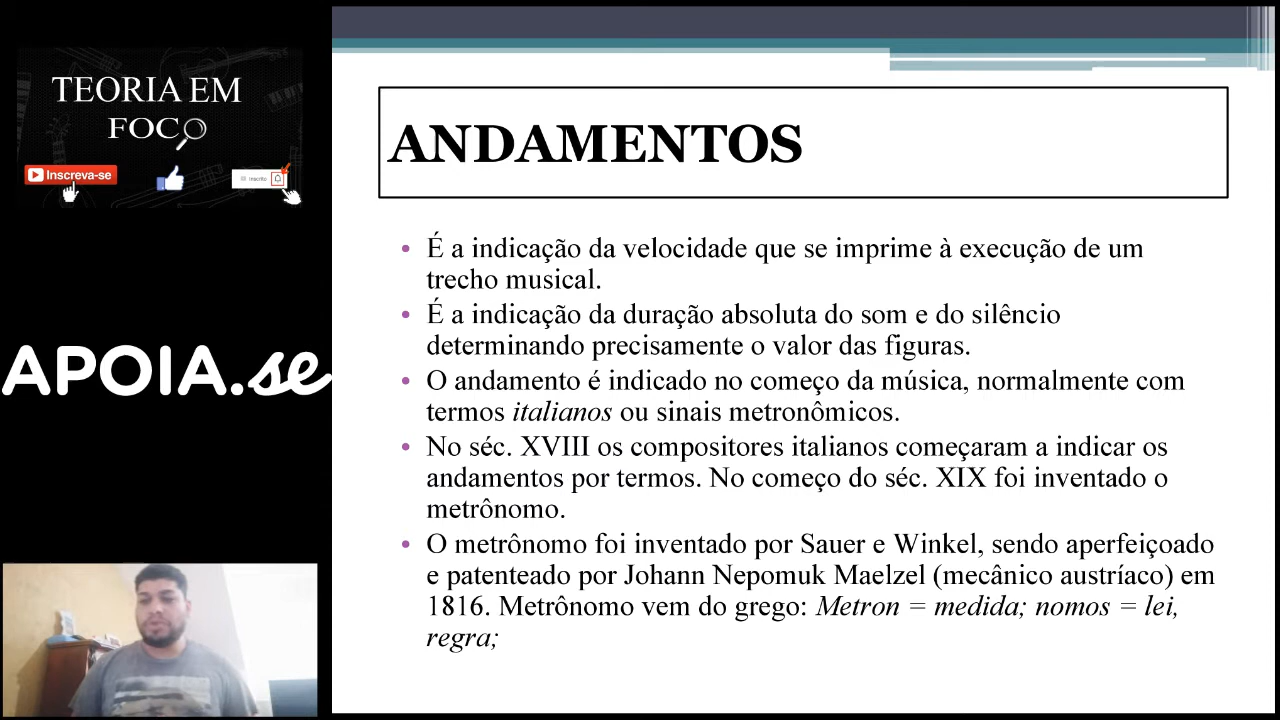 TEORIA EM
FOCO
Inscreva-se
inscrito
APOIA.se
ANDAMENTOS
• É a indicação da velocidade que se imprime à execução de um
trecho musical.
• É a indicação da duração absoluta do som e do silêncio
determinando precisamente o valor das figuras.
• O andamento é indicado no começo da música, normalmente com
termos italianos ou sinais metronômicos.
• No séc. XVIII os compositores italianos começaram a indicar os
andamentos por termos. No começo do séc. XIX foi inventado o
metrônomo.
• O metrônomo foi inventado por Sauer e Winkel, sendo aperfeiçoado
e patenteado por Johann Nepomuk Maelzel (mecânico austríaco) em
1816. Metrônomo vem do grego: Metron = medida; nomos = lei,
regra;